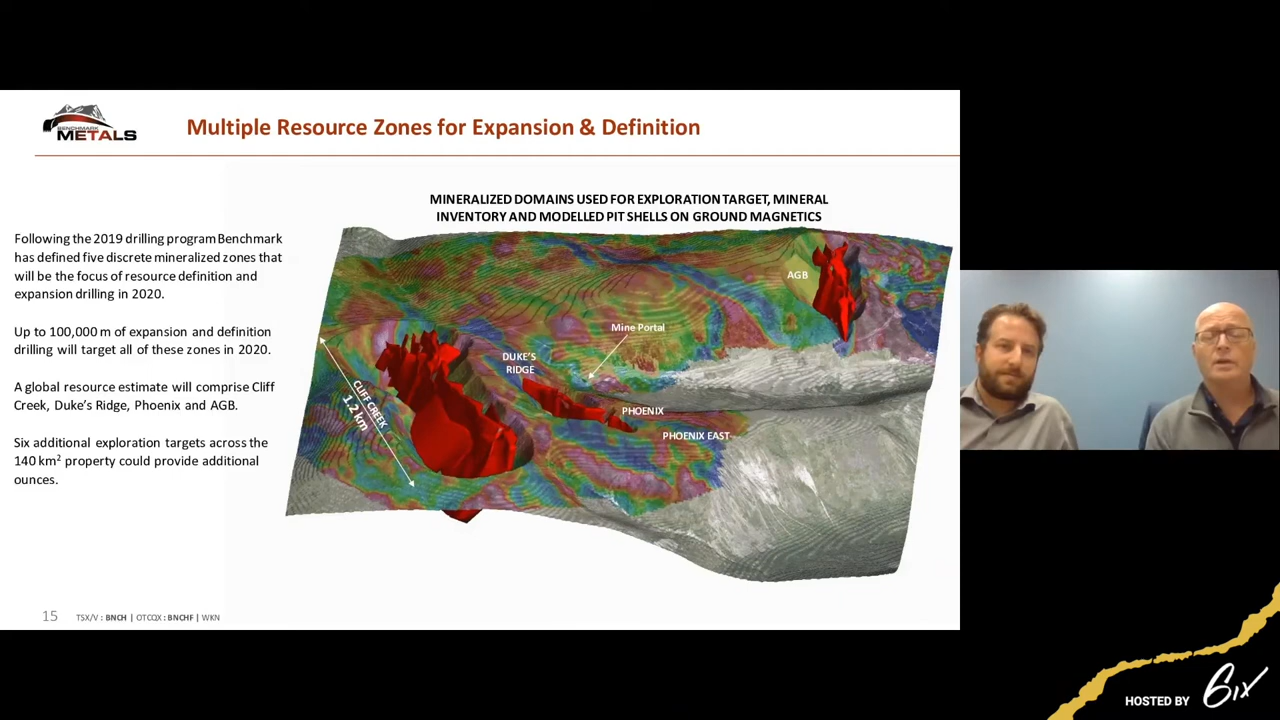 BENCHMARK
METALS
Multiple Resource Zones for Expansion & Definition
MINERALIZED DOMAINS USED FOR EXPLORATION TARGET, MINERAL
INVENTORY AND MODELLED PIT SHELLS ON GROUND MAGNETICS
Following the 2019 drilling program Benchmark
has defined five discrete mineralized zones that
will be the focus of resource definition and
expansion drilling in 2020.
Up to 100,000 m of expansion and definition
drilling will target all of these zones in 2020.
A global resource estimate will comprise Cliff
Creek, Duke's Ridge, Phoenix and AGB.
Six additional exploration targets across the
140 km² property could provide additional
ounces.
AGB
Mine Portal
DUKE'S
RIDGE
CLIFF CREEK
1.2 km
PHOENIX
PHOENIX EAST
15
TSX/V : BNCH | OTCQX : BNCHF | WKN
HOSTED BY
6ix